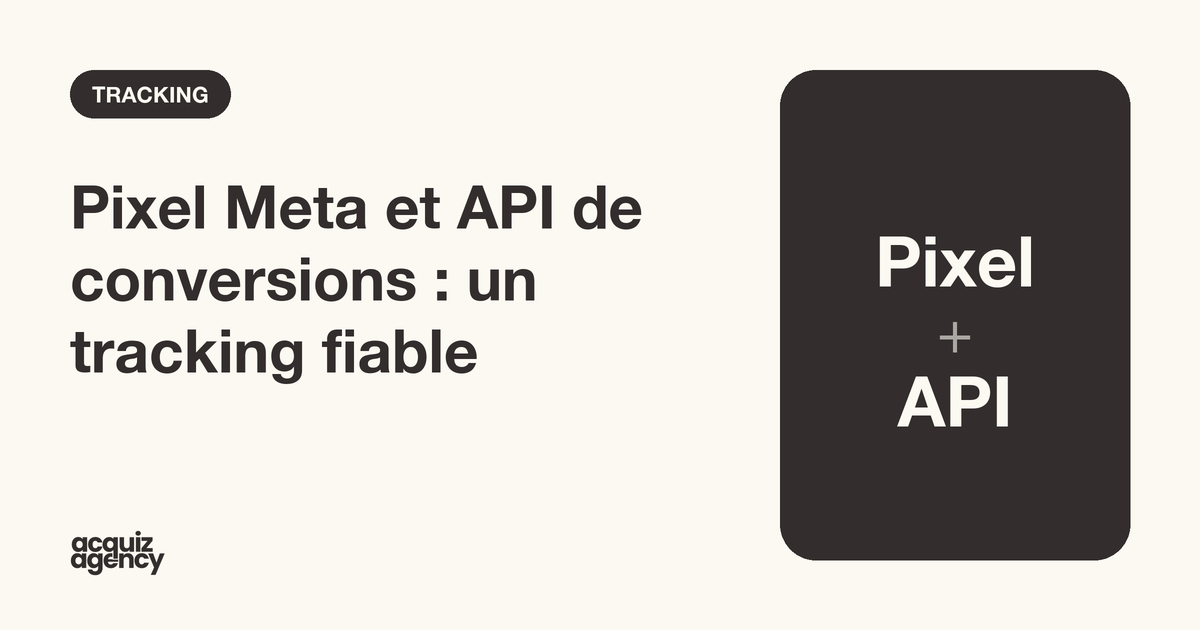 TRACKING
Pixel Meta et API de
conversions : un
tracking fiable
Pixel
+
API
acquiz
agency